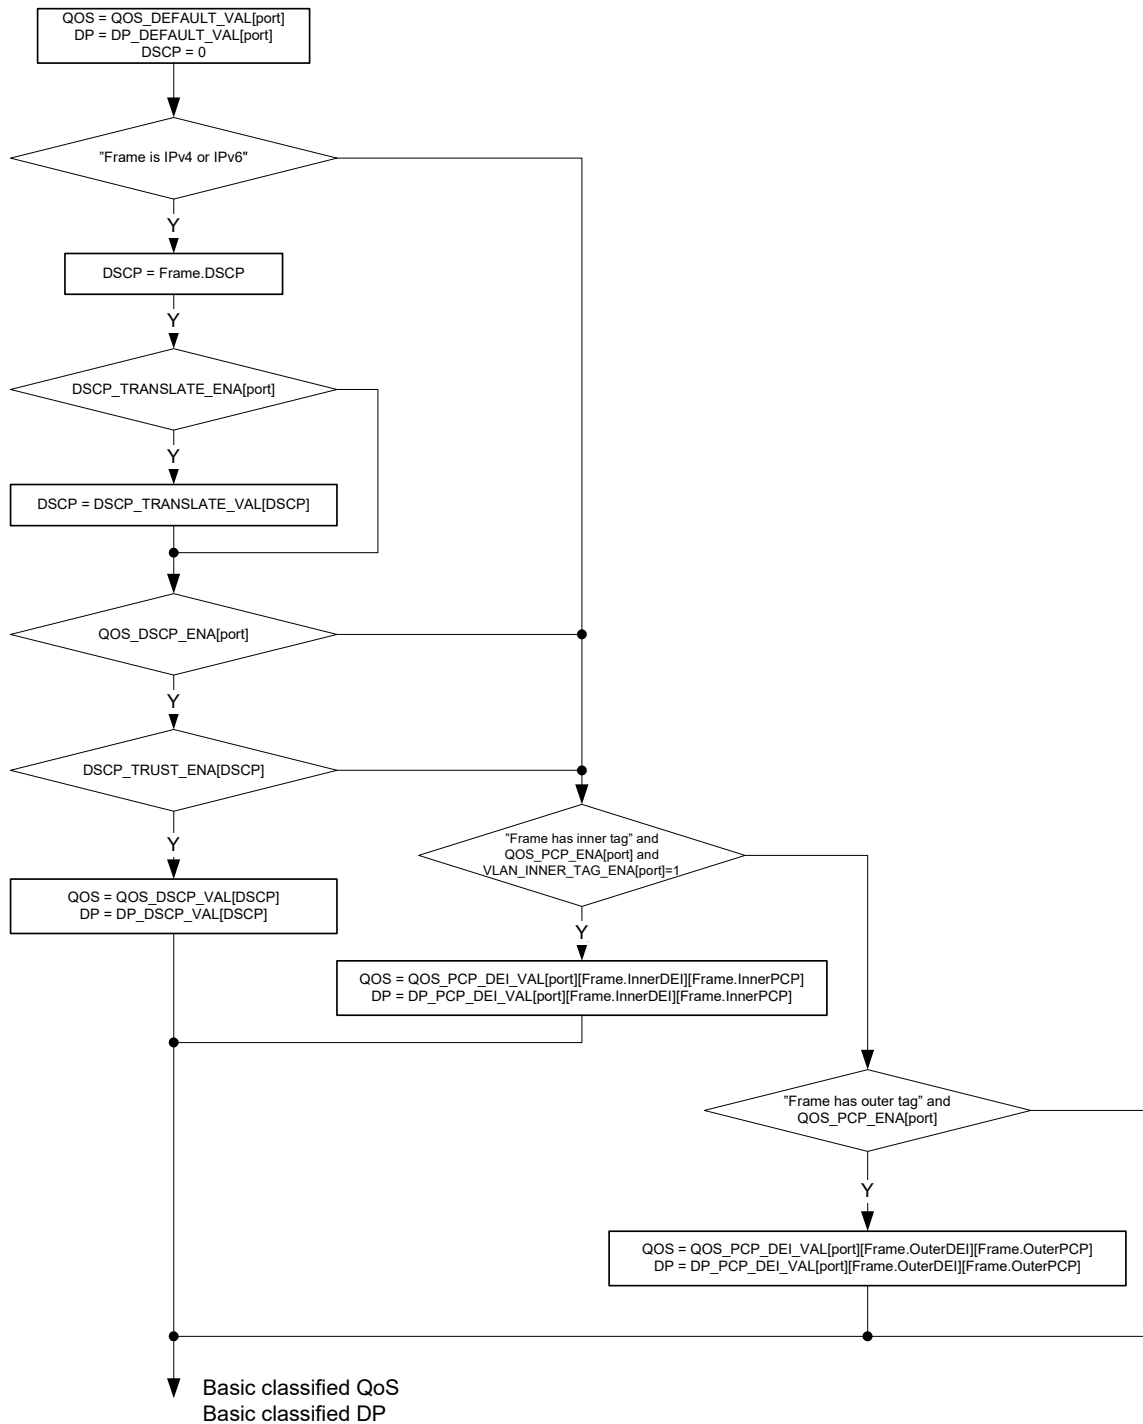 QOS = QOS_DEFAULT_VAL[port]
DP = DP_DEFAULT_VAL[port]
DSCP = 0
"Frame is IPv4 or IPv6"
Y
DSCP = Frame.DSCP
Y
DSCP_TRANSLATE_ENA[port]
Y
DSCP = DSCP_TRANSLATE_VAL[DSCP]
QOS_DSCP_ENA[port]
Y
DSCP_TRUST_ENA[DSCP]
Y
QOS = QOS_DSCP_VAL[DSCP]
DP = DP_DSCP_VAL[DSCP]
"Frame has inner tag" and
QOS_PCP_ENA[port] and
VLAN_INNER_TAG_ENA[port]=1
Y
QOS = QOS_PCP_DEI_VAL[port][Frame.InnerDEI][Frame.InnerPCP]
DP = DP_PCP_DEI_VAL[port][Frame.InnerDEI][Frame.InnerPCP]
"Frame has outer tag" and
QOS_PCP_ENA[port]
Y
QOS = QOS_PCP_DEI_VAL[port][Frame.OuterDEI][Frame.OuterPCP]
DP = DP_PCP_DEI_VAL[port][Frame.OuterDEI][Frame.OuterPCP]
Basic classified QoS
Basic classified DP